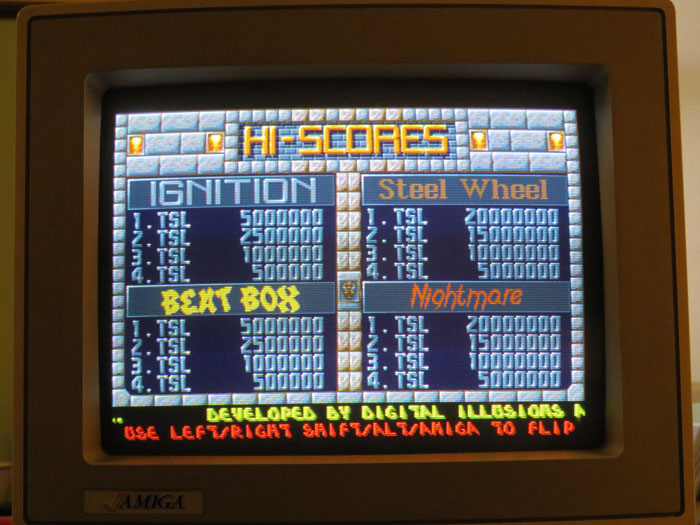 HI-SCORES
IGNITION
1.TSL 5000000
2.TSL 2500000
3.TSL 1000000
4.TSL 500000
Steel Wheel
1.TSL 20000000
2.TSL 15000000
3.TSL 10000000
4.TSL 5000000
BEAT BOX
1.TSL 5000000
2.TSL 2500000
3.TSL 1000000
4.TSL 500000
Nightmare
1.TSL 20000000
2.TSL 15000000
3.TSL 10000000
4.TSL 5000000
DEVELOPED BY DIGITAL ILLUSIONS A
USE LEFT/RIGHT SHIFT/ALT/AMIGA TO FLIP
AMIGA